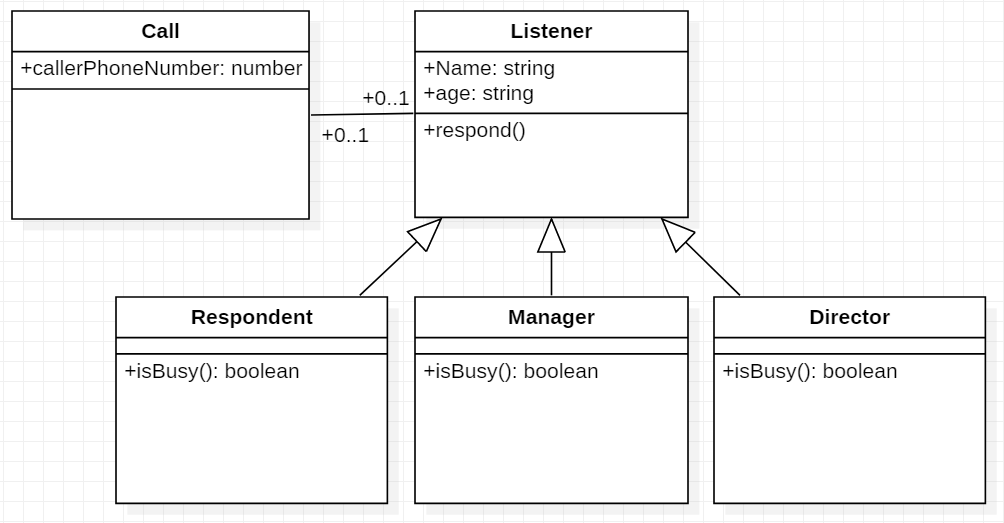 Call
+callerPhoneNumber: number
+0..1
+0..1
Listener
+Name: string
+age: string
+respond()
Respondent
+isBusy(): boolean
Manager
+isBusy(): boolean
Director
+isBusy(): boolean